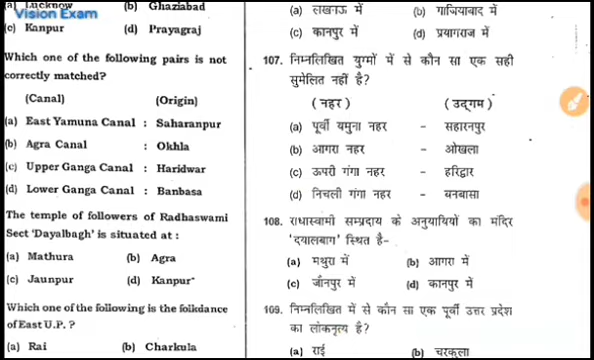 (a) Lucknow (b) Ghaziabad
Vision Exam
(c) Kanpur (d) Prayagraj
Which one of the following pairs is not
correctly matched?
(Canal) (Origin)
(a) East Yamuna Canal : Saharanpur
(b) Agra Canal : Okhla
(c) Upper Ganga Canal : Haridwar
(d) Lower Ganga Canal : Banbasa
The temple of followers of Radhaswami
Sect 'Dayalbagh' is situated at :
(a) Mathura (b) Agra
(c) Jaunpur (d) Kanpur
Which one of the following is the folkdance
of East U.P. ?
(a) Rai (b) Charkula
(a) लखनऊ में (b) गाजियाबाद में
(c) कानपुर में (d) प्रयागराज में
107. निम्नलिखित युग्मों में से कौन सा एक सही
सुमेलित नहीं है?
(नहर) (उद्गम)
(a) पूर्वी यमुना नहर – सहारनपुर
(b) आगरा नहर – ओखला
(c) ऊपरी गंगा नहर – हरिद्वार
(d) निचली गंगा नहर – बनबासा
108. राधास्वामी सम्प्रदाय के अनुयायियों का मंदिर
'दयालबाग' स्थित है-
(a) मथुरा में (b) आगरा में
(c) जौनपुर में (d) कानपुर में
109. निम्नलिखित में से कौन सा एक पूर्वी उत्तर प्रदेश
का लोकनृत्य है?
(a) राई (b) चरकुला